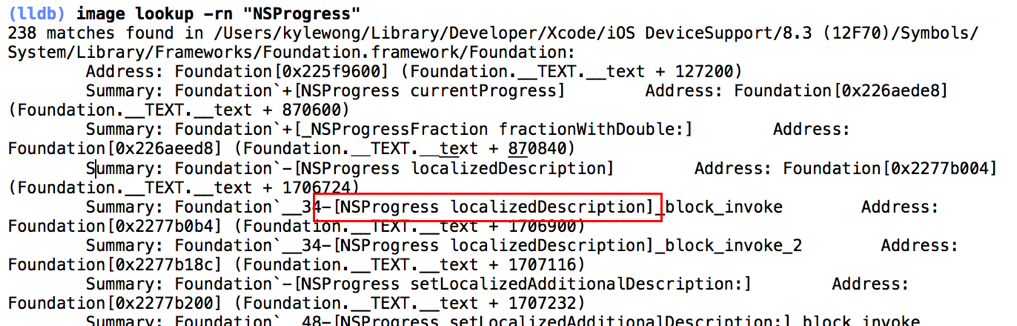 (lldb) image lookup -rn "NSProgress"
238 matches found in /Users/kylewong/Library/Developer/Xcode/iOS DeviceSupport/8.3 (12F70)/Symbols/
System/Library/Frameworks/Foundation.framework/Foundation:
Address: Foundation[0x225f9600] (Foundation.__TEXT.__text + 127200)
Summary: Foundation`+[NSProgress currentProgress] Address: Foundation[0x226aede8]
(Foundation.__TEXT.__text + 870600)
Summary: Foundation`+[_NSProgressFraction fractionWithDouble:] Address:
Foundation[0x226aeed8] (Foundation.__TEXT.__text + 870840)
Summary: Foundation`-[NSProgress localizedDescription] Address: Foundation[0x2277b004]
(Foundation.__TEXT.__text + 1706724)
Summary: Foundation`__34-[NSProgress localizedDescription]_block_invoke Address:
Foundation[0x2277b0b4] (Foundation.__TEXT.__text + 1706900)
Summary: Foundation`__34-[NSProgress localizedDescription]_block_invoke_2 Address:
Foundation[0x2277b18c] (Foundation.__TEXT.__text + 1707116)
Summary: Foundation`-[NSProgress setLocalizedAdditionalDescription:] Address:
Foundation[0x2277b200] (Foundation.__TEXT.__text + 1707232)
Summary: Foundation`__48-[NSProgress setLocalizedAdditionalDescription:]_block_invoke